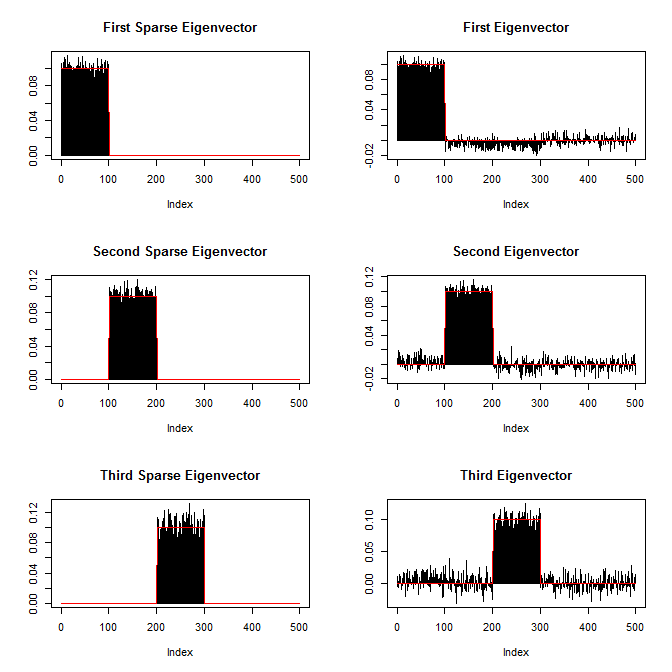 First Sparse Eigenvector
0.00 0.04 0.08
0 100 200 300 400 500
Index
First Eigenvector
-0.02 0.04 0.08
0 100 200 300 400 500
Index
Second Sparse Eigenvector
0.00 0.04 0.08 0.12
0 100 200 300 400 500
Index
Second Eigenvector
-0.02 0.04 0.08 0.12
0 100 200 300 400 500
Index
Third Sparse Eigenvector
0.00 0.04 0.08 0.12
0 100 200 300 400 500
Index
Third Eigenvector
0.00 0.05 0.10
0 100 200 300 400 500
Index